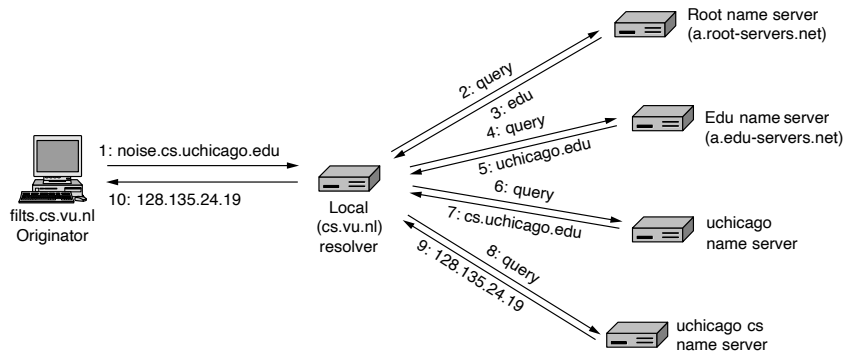 Root name server
(a.root-servers.net)
2: query
3: edu
4: query
5: uchicago.edu
Edu name server
(a.edu-servers.net)
1: noise.cs.uchicago.edu
10: 128.135.24.19
filts.cs.vu.nl
Originator
Local
(cs.vu.nl)
resolver
6: query
7: cs.uchicago.edu
uchicago
name server
8: query
9: 128.135.24.19
uchicago cs
name server